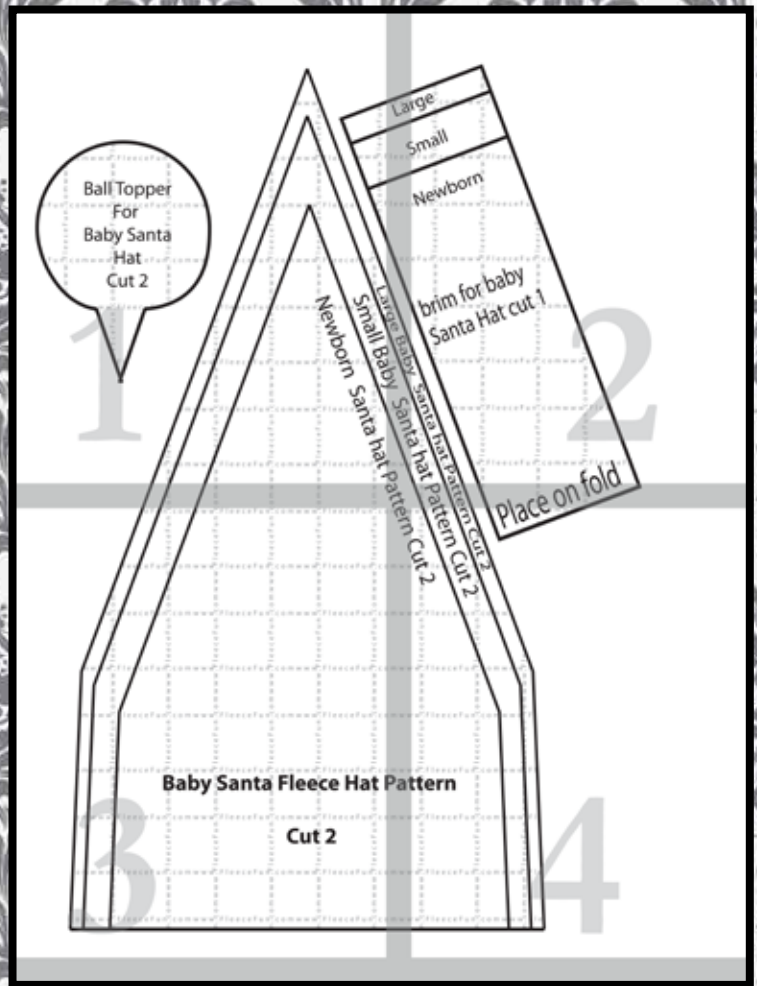 Ball Topper
For
Baby Santa
Hat
Cut 2
1
Large
Small
Newborn
brim for baby
Santa Hat cut 1
Place on fold
2
Large Baby Santa hat Pattern Cut 2
Small Baby Santa hat Pattern Cut 2
Newborn Santa hat Pattern Cut 2
Baby Santa Fleece Hat Pattern
Cut 2
3
4